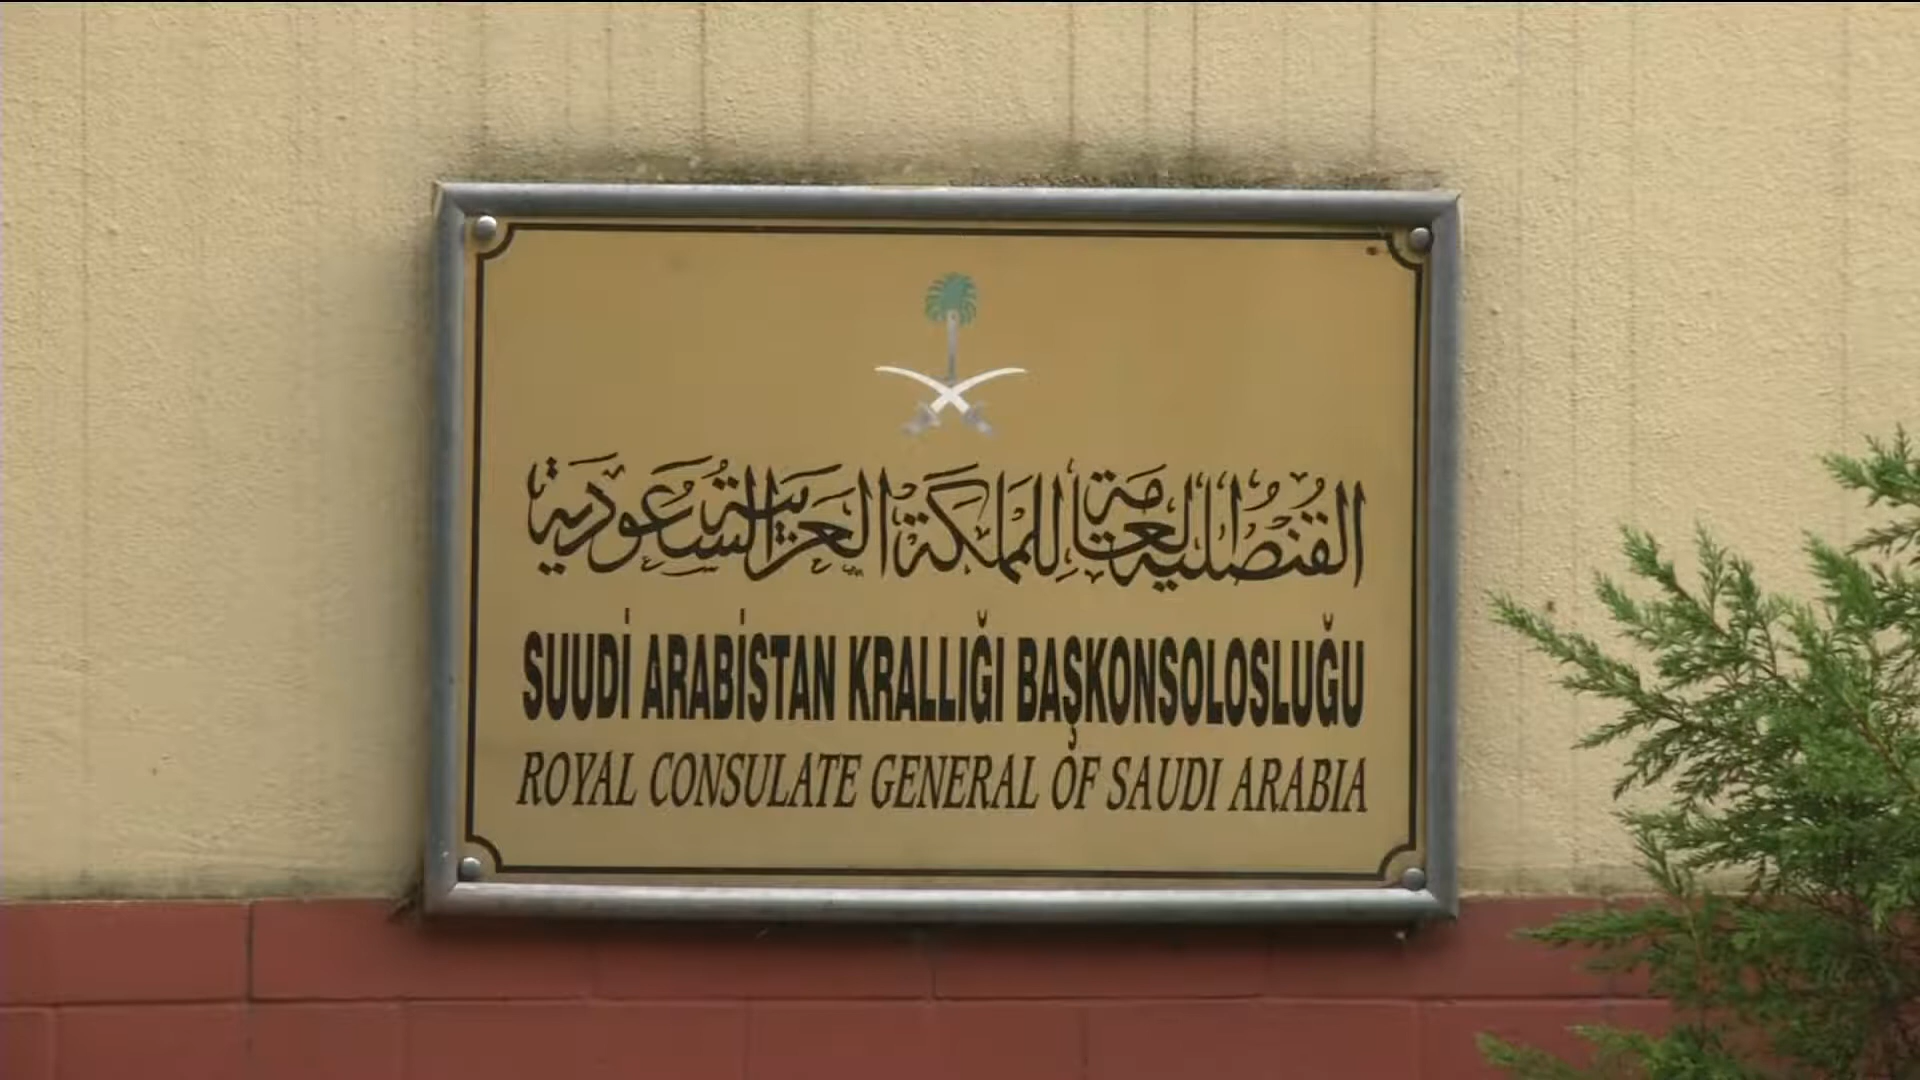 القنصلية العامة للمملكة العربية السعودية
SUUDİ ARABİSTAN KRALLIĞI BAŞKONSOLOSLUĞU
ROYAL CONSULATE GENERAL OF SAUDI ARABIA